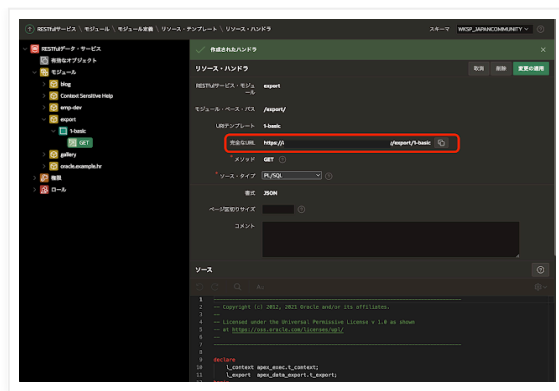 RESTfulサービス \ モジュール \ モジュール定義 \ リソース・テンプレート \ リソース・ハンドラ
スキーマ WKSP_JAPANCOMMUNITY
RESTfulデータ・サービス
有効なオブジェクト
モジュール
blog
Context Sensitive Help
emp-dev
export
1-basic
GET
gallery
oracle.example.hr
権限
ロール
作成されたハンドラ
リソース・ハンドラ
取消 削除 変更の適用
RESTfulサービス・モジュール export
モジュール・ベース・パス /export/
URIテンプレート 1-basic
完全なURL https:// /export/1-basic
* メソッド GET
* ソース・タイプ PL/SQL
書式 JSON
ページ区切りサイズ
コメント
ソース
1
2 -- Copyright (c) 2012, 2021 Oracle and/or its affiliates.
3 --
4 -- Licensed under the Universal Permissive License v 1.0 as shown
5 -- at https://oss.oracle.com/licenses/upl/
6 --
7
8
9 declare
10 l_context apex_exec.t_context;
11 l_export apex_data_export.t_export;